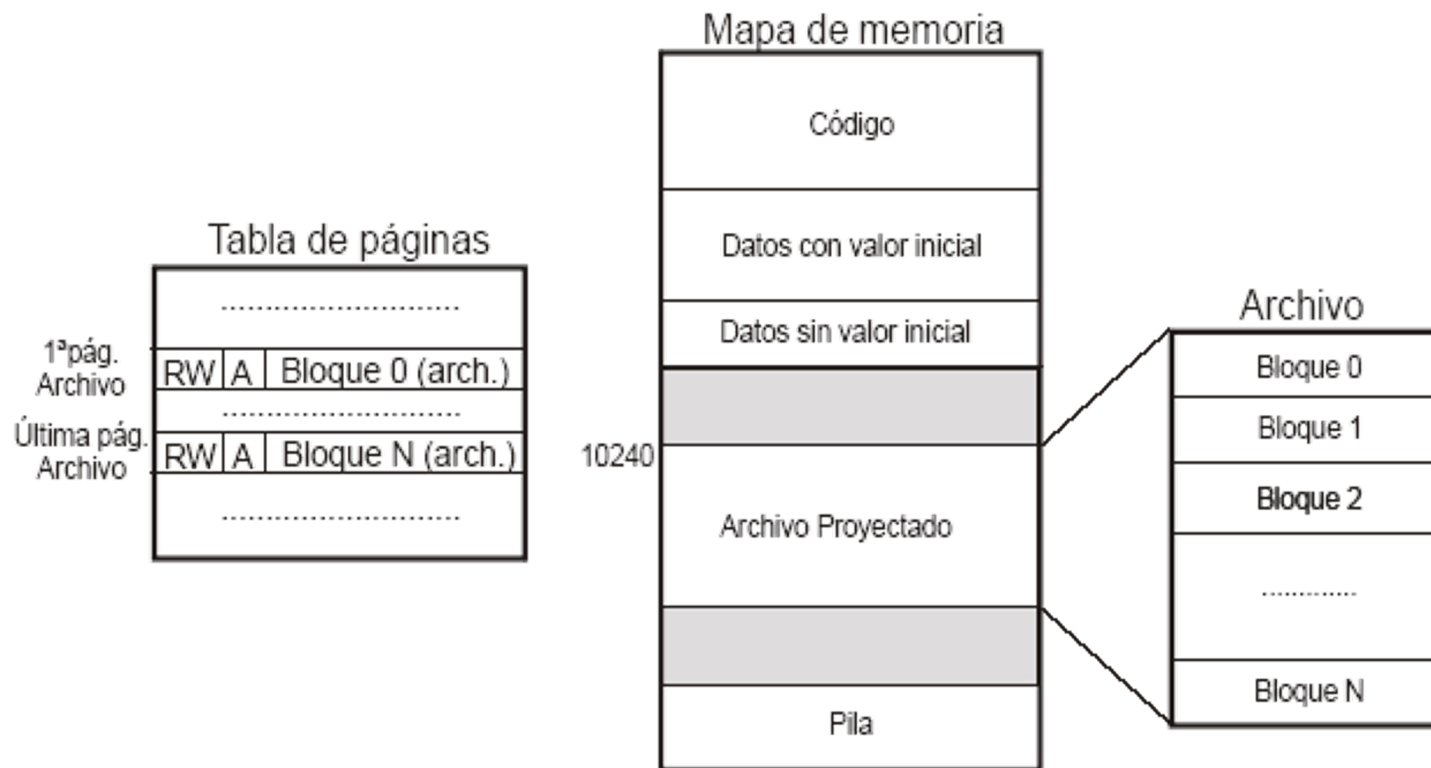 Mapa de memoria
Código
Datos con valor inicial
Datos sin valor inicial
10240
Archivo Proyectado
Pila
Tabla de páginas
..........................
1ªpág.
Archivo
RW A Bloque 0 (arch.)
..........................
Última pág.
Archivo
RW A Bloque N (arch.)
..........................
Archivo
Bloque 0
Bloque 1
Bloque 2
.............
Bloque N